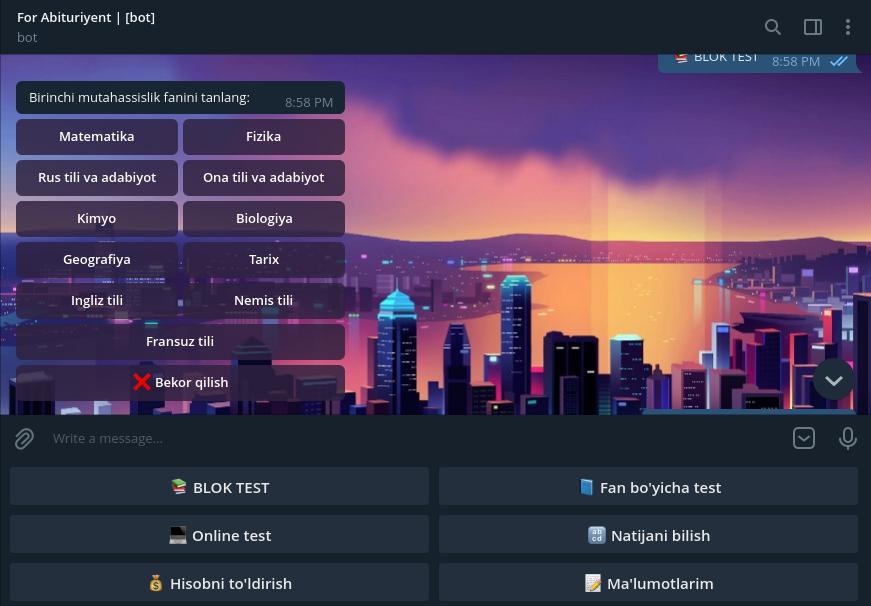 For Abituriyent | [bot]
bot
📚 BLOK TEST 8:58 PM
Birinchi mutahassislik fanini tanlang: 8:58 PM
Matematika Fizika
Rus tili va adabiyot Ona tili va adabiyot
Kimyo Biologiya
Geografiya Tarix
Ingliz tili Nemis tili
Fransuz tili
❌ Bekor qilish
Write a message...
📚 BLOK TEST 📘 Fan bo'yicha test
💻 Online test 🔡 Natijani bilish
💰 Hisobni to'ldirish 📝 Ma'lumotlarim